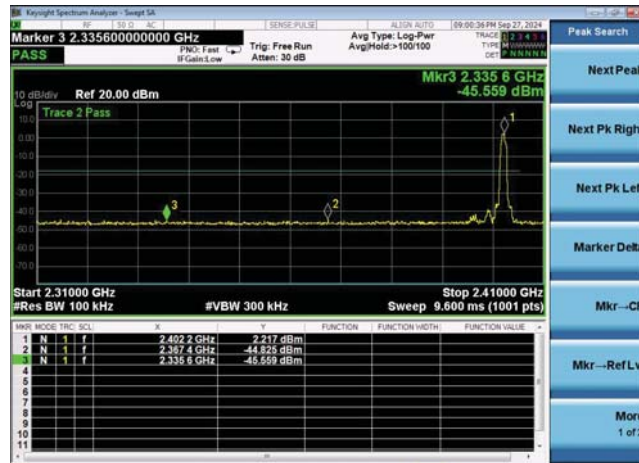 Keysight Spectrum Analyzer - Swept SA
RF 50 Ω AC SENSE:PULSE ALIGN AUTO 09:00:36 PM Sep 27, 2024
Marker 3 2.335600000000 GHz
Avg Type: Log-Pwr
TRACE 1 2 3 4 5 6
PASS
PNO: Fast
Trig: Free Run
Avg|Hold:>100/100
TYPE M
IFGain:Low
Atten: 30 dB
DET P N N N N N
Mkr3 2.335 6 GHz
-45.559 dBm
10 dB/div Ref 20.00 dBm
Log
Trace 2 Pass
10.0
0.00
-10.0
-20.0
-30.0
-40.0
-50.0
-60.0
-70.0
1
2
3
Start 2.31000 GHz
Stop 2.41000 GHz
#Res BW 100 kHz
#VBW 300 kHz
Sweep 9.600 ms (1001 pts)
MKR MODE TRC SCL X Y FUNCTION FUNCTION WIDTH FUNCTION VALUE
1 N 1 f 2.402 2 GHz 2.217 dBm
2 N 1 f 2.367 4 GHz -44.825 dBm
3 N 1 f 2.335 6 GHz -45.559 dBm
4
5
6
7
8
9
10
11
Peak Search
Next Peak
Next Pk Righ
Next Pk Lef
Marker Delt
Mkr→C
Mkr→Ref Lv
Mor
1 of